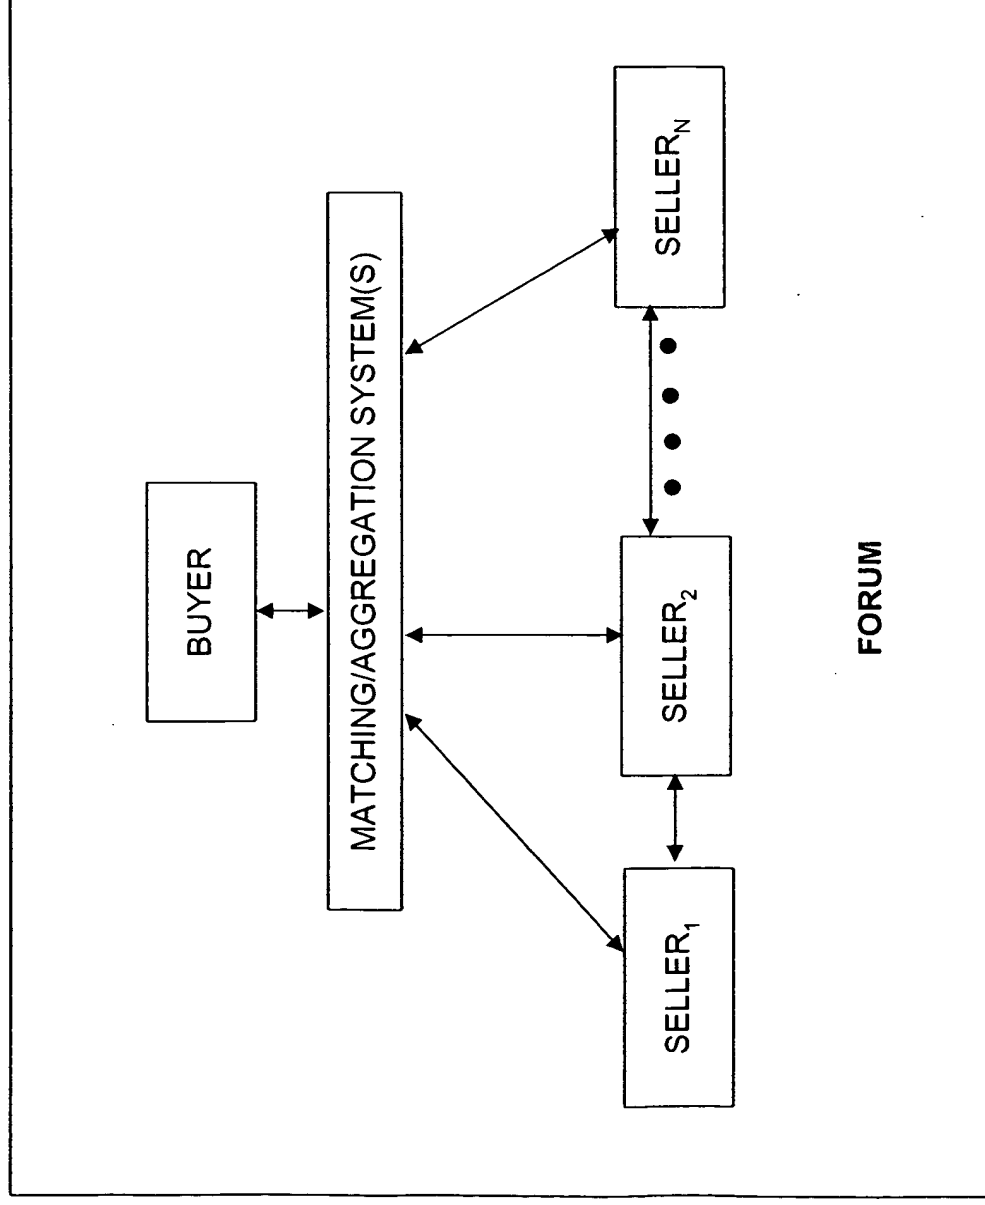 BUYER
MATCHING/AGGREGATION SYSTEM(S)
SELLER₁
SELLER₂
SELLERN
FORUM